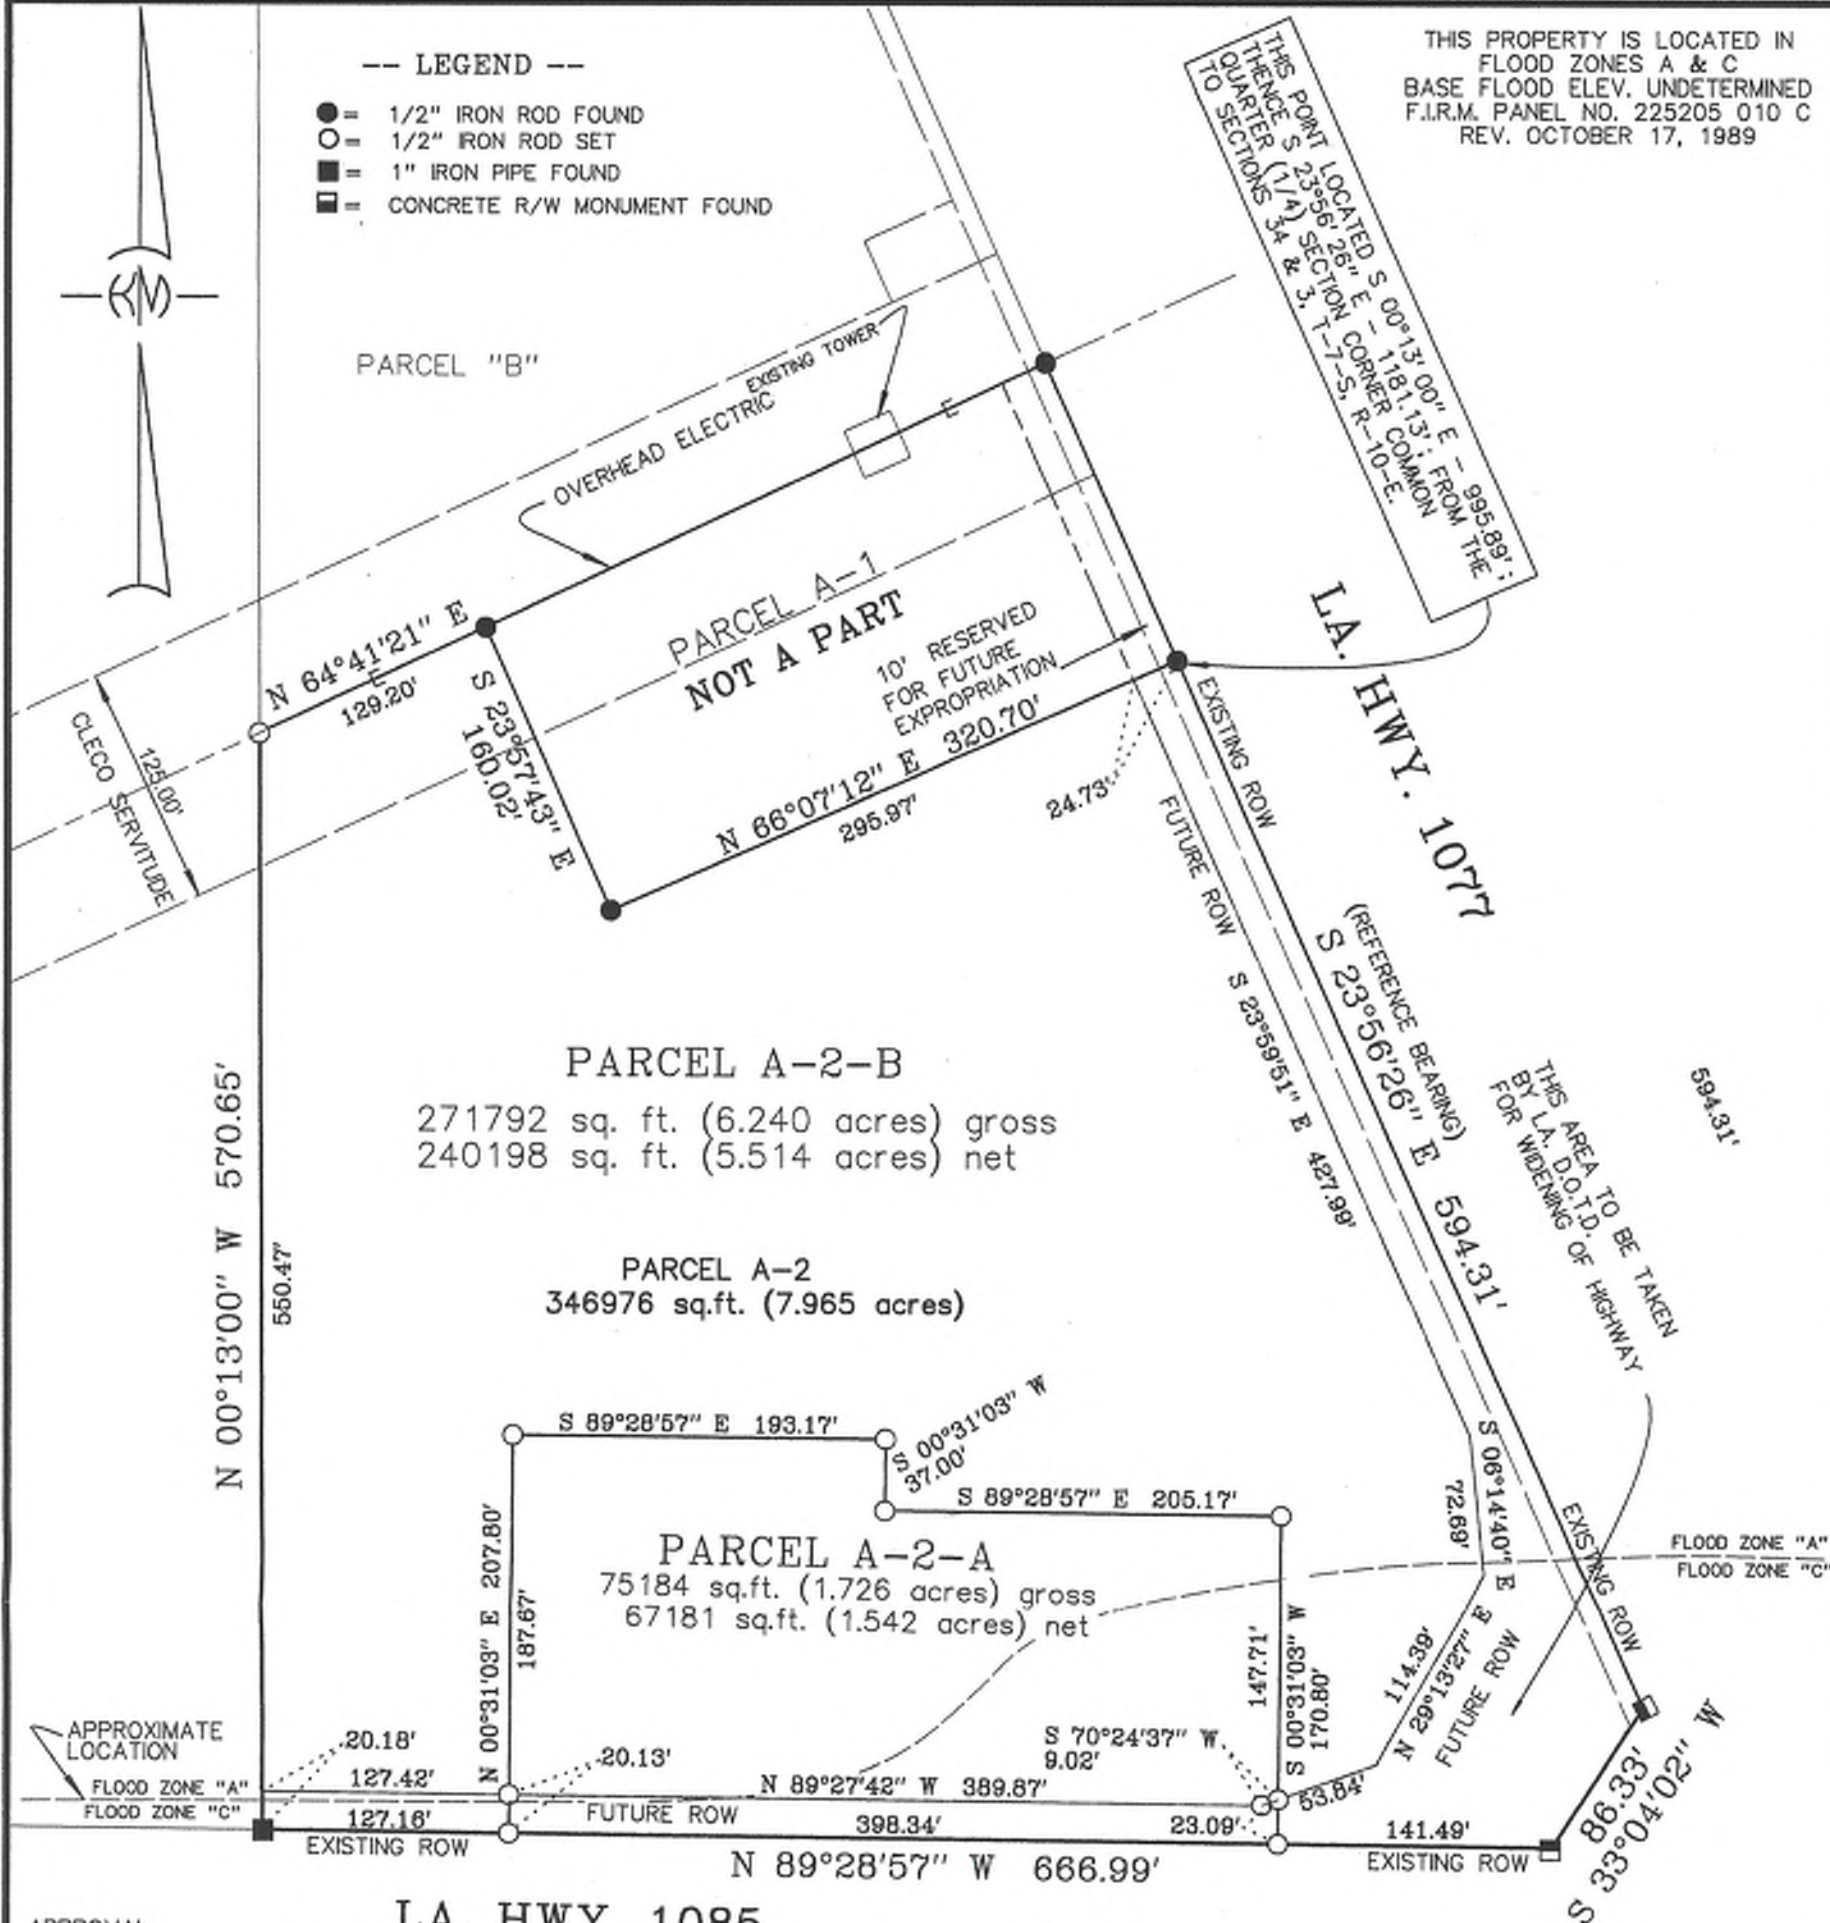 -- LEGEND --
= 1/2" IRON ROD FOUND
= 1/2" IRON ROD SET
= 1" IRON PIPE FOUND
= CONCRETE R/W MONUMENT FOUND
THIS PROPERTY IS LOCATED IN
FLOOD ZONES A & C
BASE FLOOD ELEV. UNDETERMINED
F.I.R.M. PANEL NO. 225205 010 C
REV. OCTOBER 17, 1989
THIS POINT LOCATED S 00°13'00" E - 995.89';
THENCE S 23°56'26" E - 1181.13'; FROM THE
QUARTER (1/4) SECTION CORNER COMMON
TO SECTIONS 34 & 3, T-7-S, R-10-E.
KM
PARCEL "B"
EXISTING TOWER
OVERHEAD ELECTRIC
E
N 64°41'21" E
E
129.20'
CLECO SERVITUDE
125.00'
S 23°57'43" E
160.02'
PARCEL A-1
NOT A PART
10' RESERVED
FOR FUTURE
EXPROPRIATION
N 66°07'12" E 320.70'
295.97'
24.73'
EXISTING ROW
FUTURE ROW
LA. HWY. 1077
(REFERENCE BEARING)
S 23°56'26" E 594.31'
S 23°59'51" E 427.99'
594.31'
THIS AREA TO BE TAKEN
BY LA. D.O.T.D.
FOR WIDENING OF HIGHWAY
PARCEL A-2-B
271792 sq. ft. (6.240 acres) gross
240198 sq. ft. (5.514 acres) net
PARCEL A-2
346976 sq.ft. (7.965 acres)
N 00°13'00" W 570.65'
550.47'
S 89°28'57" E 193.17'
S 00°31'03" W
37.00'
S 89°28'57" E 205.17'
PARCEL A-2-A
75184 sq.ft. (1.726 acres) gross
67181 sq.ft. (1.542 acres) net
N 00°31'03" E 207.80'
187.67'
147.71'
S 00°31'03" W
170.80'
S 06°14'40" E
72.69'
114.39'
N 29°13'27" E
FUTURE ROW
EXISTING ROW
FLOOD ZONE "A"
FLOOD ZONE "C"
APPROXIMATE
LOCATION
FLOOD ZONE "A"
FLOOD ZONE "C"
20.18'
127.42'
127.16'
EXISTING ROW
20.13'
S 70°24'37" W
9.02'
N 89°27'42" W 389.87'
FUTURE ROW
398.34'
23.09'
53.84'
141.49'
EXISTING ROW
N 89°28'57" W 666.99'
86.33'
S 33°04'02" W
LA. HWY. 1085
APPROVAL